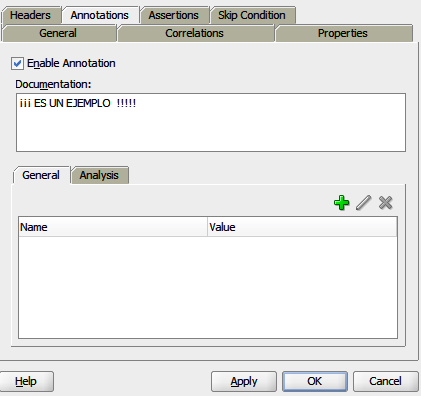 Headers Annotations Assertions Skip Condition
General Correlations Properties
Enable Annotation
Documentation:
¡¡¡ ES UN EJEMPLO !!!!!
General Analysis
Name Value
Help Apply OK Cancel